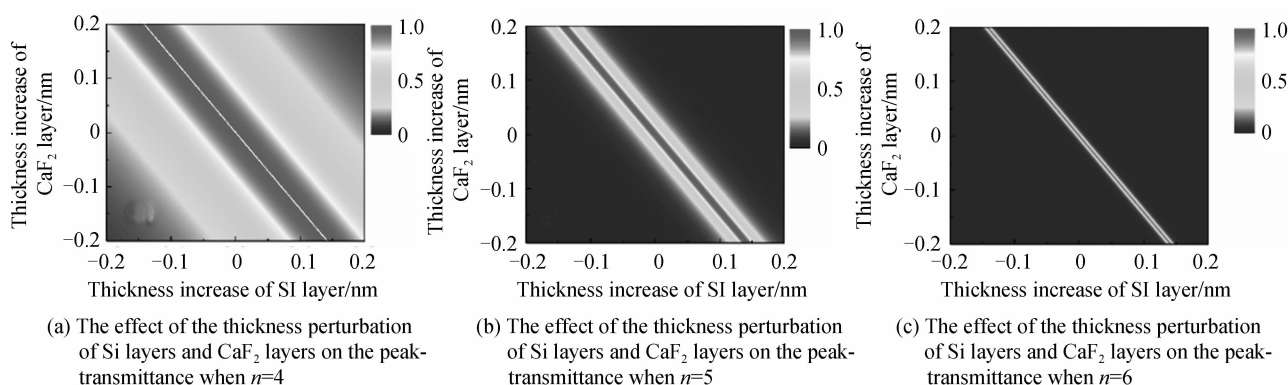 0.2
0.1
0
−0.1
−0.2
Thickness increase of
CaF₂ layer/nm
1.0
0.5
0
−0.2 −0.1 0 0.1 0.2
Thickness increase of SI layer/nm
(a) The effect of the thickness perturbation
of Si layers and CaF₂ layers on the peak-
transmittance when n=4
0.2
0.1
0
−0.1
−0.2
Thickness increase of
CaF₂ layer/nm
1.0
0.5
0
−0.2 −0.1 0 0.1 0.2
Thickness increase of SI layer/nm
(b) The effect of the thickness perturbation
of Si layers and CaF₂ layers on the peak-
transmittance when n=5
0.2
0.1
0
−0.1
−0.2
Thickness increase of
CaF₂ layer/nm
1.0
0.5
0
−0.2 −0.1 0 0.1 0.2
Thickness increase of SI layer/nm
(c) The effect of the thickness perturbation
of Si layers and CaF₂ layers on the peak-
transmittance when n=6